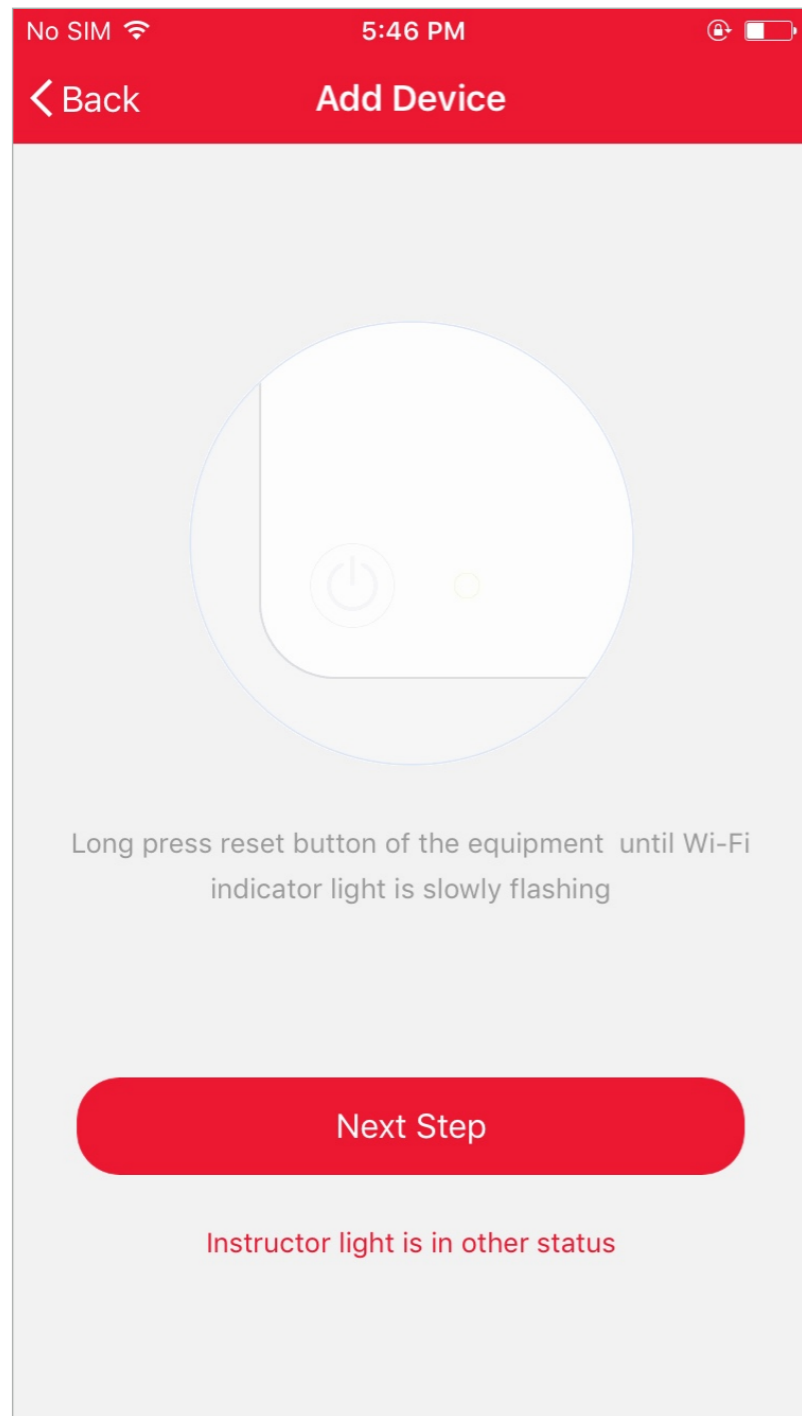 No SIM 5:46 PM
Back Add Device
Long press reset button of the equipment  until Wi-Fi
indicator light is slowly flashing
Next Step
Instructor light is in other status